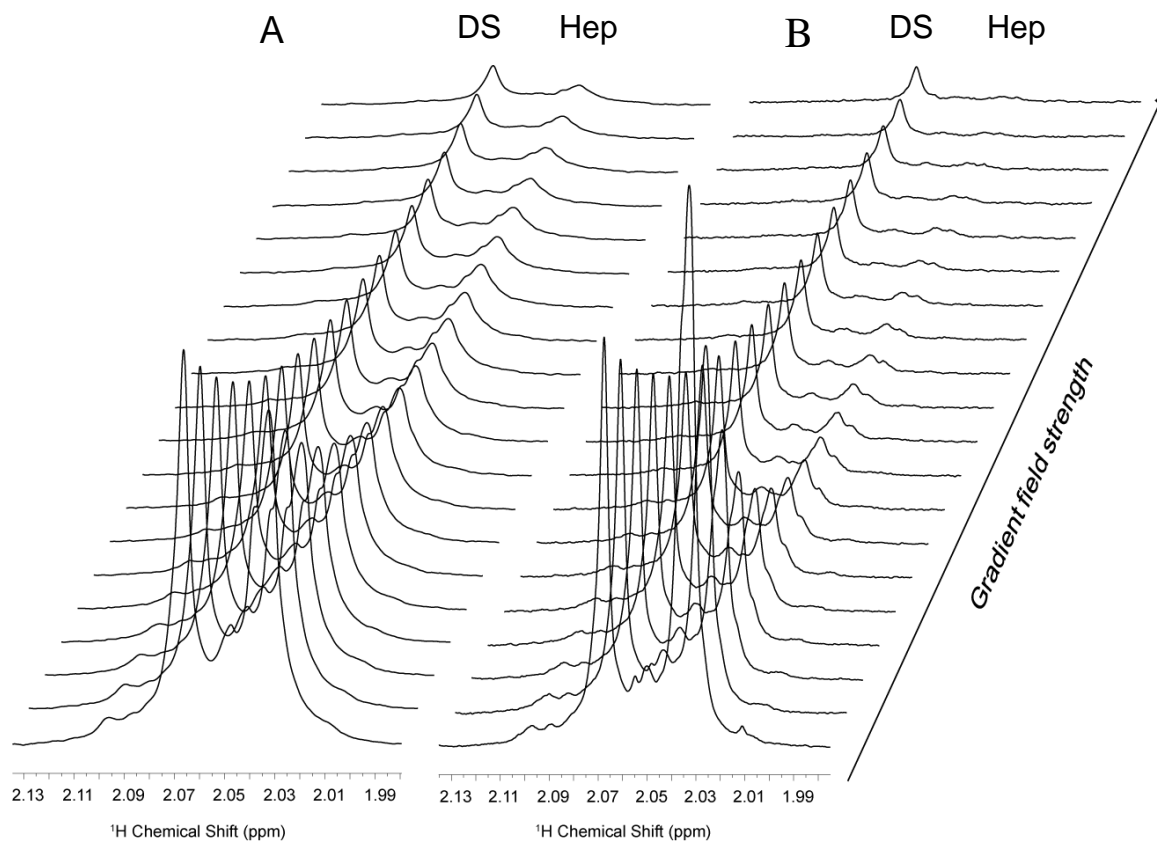 A DS Hep B DS Hep
Gradient field strength
2.13 2.11 2.09 2.07 2.05 2.03 2.01 1.99 2.13 2.11 2.09 2.07 2.05 2.03 2.01 1.99
¹H Chemical Shift (ppm) ¹H Chemical Shift (ppm)